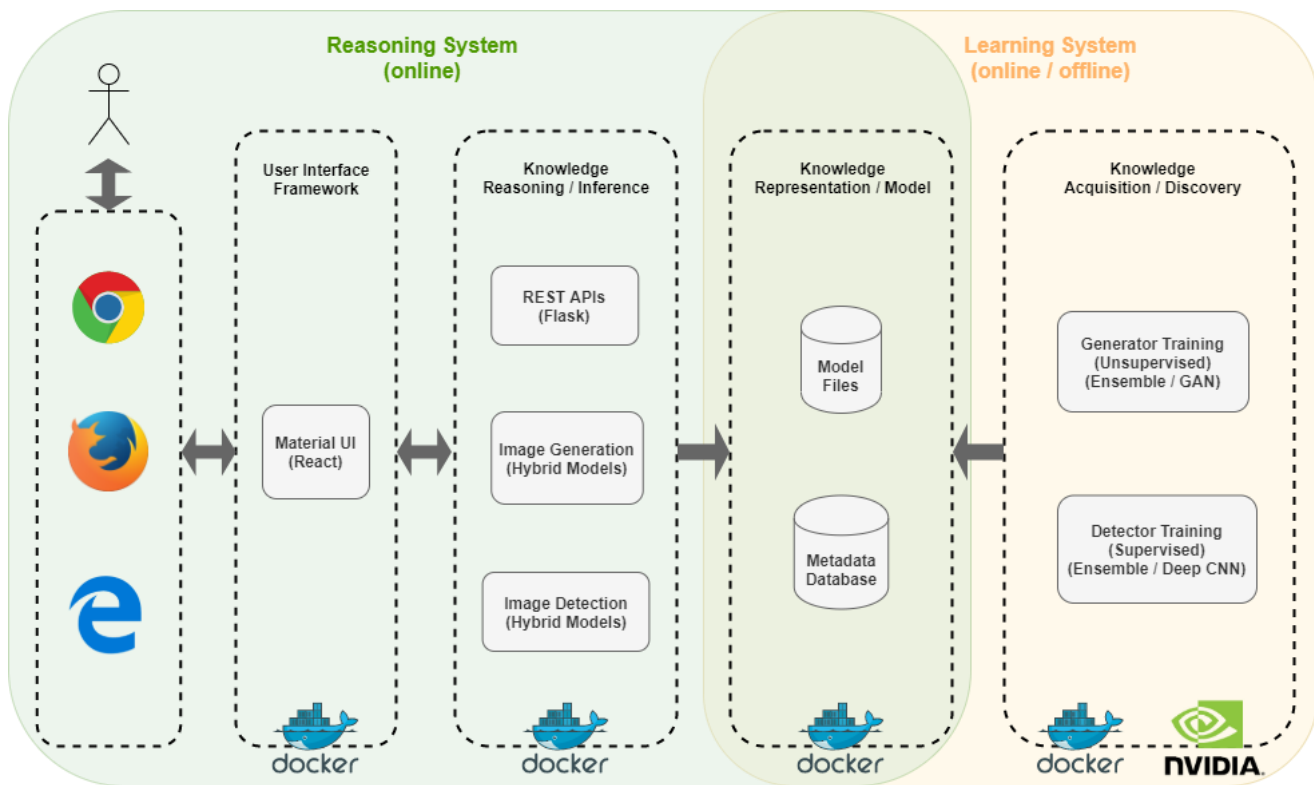 Reasoning System
(online)
Learning System
(online / offline)
User Interface
Framework
Knowledge
Reasoning / Inference
Knowledge
Representation / Model
Knowledge
Acquisition / Discovery
REST APIs
(Flask)
Model
Files
Generator Training
(Unsupervised)
(Ensemble / GAN)
Material UI
(React)
Image Generation
(Hybrid Models)
Metadada
Database
Detector Training
(Supervised)
(Ensemble / Deep CNN)
Image Detection
(Hybrid Models)
docker
docker
docker
docker
NVIDIA.